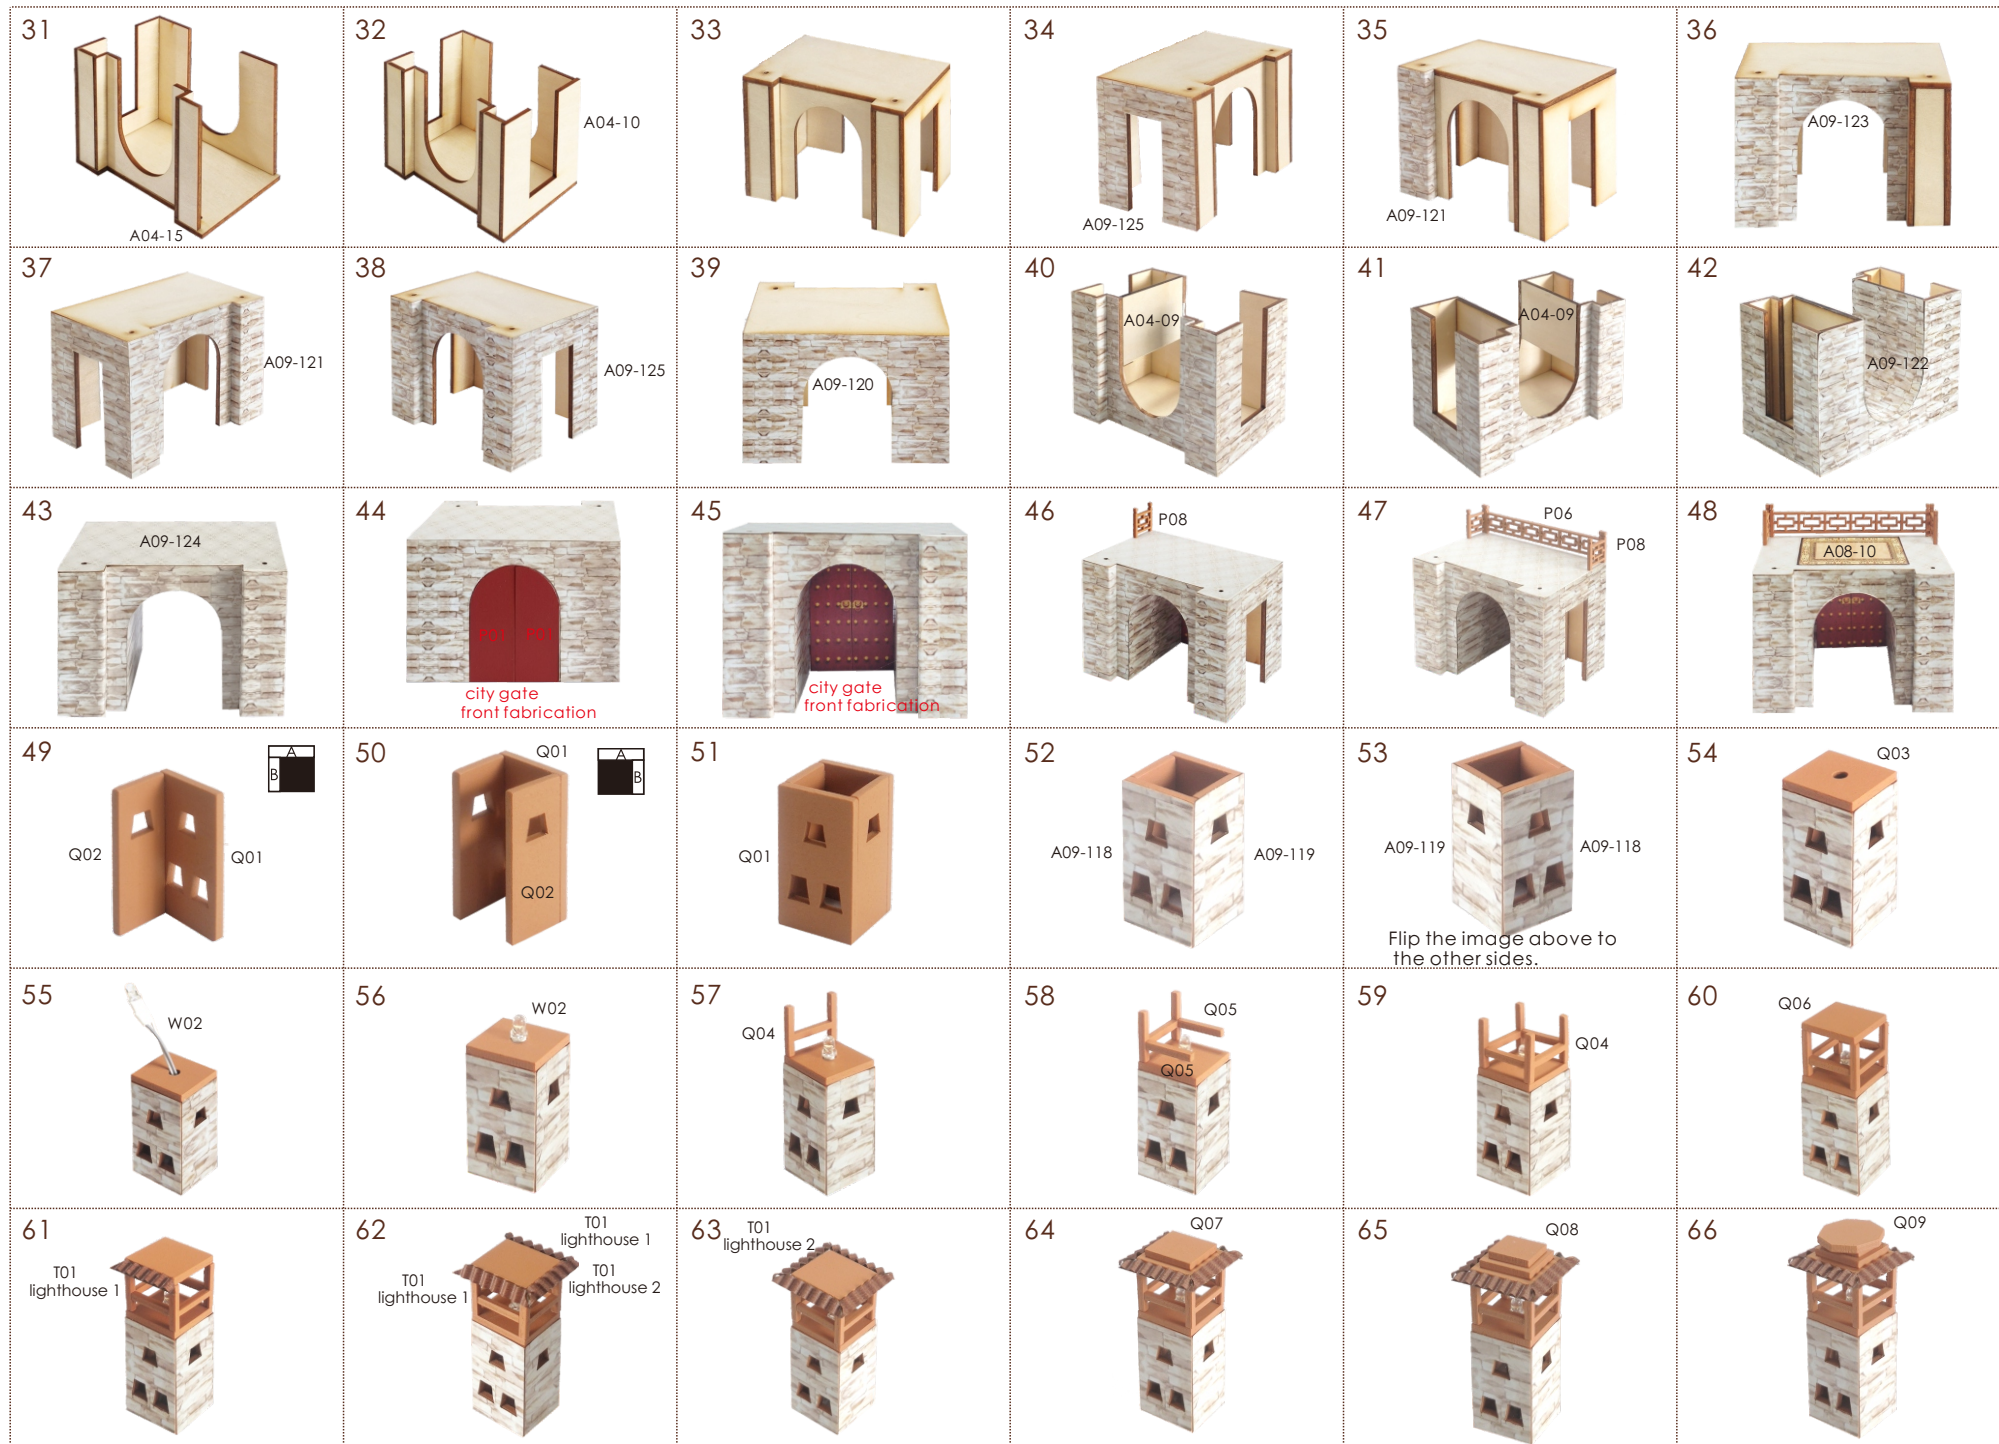 31
A04-15
32
A04-10
33
34
A09-125
35
A09-121
36
A09-123
37
A09-121
38
A09-125
39
A09-120
40
A04-09
41
A04-09
42
A09-122
43
A09-124
44
P01 P01
city gate
front fabrication
45
city gate
front fabrication
46
P08
47
P06
P08
48
A08-10
49
A
B
Q02
Q01
50
Q01
A
B
Q02
51
Q01
52
A09-118
A09-119
53
A09-119
A09-118
Flip the image above to
the other sides.
54
Q03
55
W02
56
W02
57
Q04
58
Q05
Q05
59
Q04
60
Q06
61
T01
lighthouse 1
62
T01
lighthouse 1
T01
lighthouse 1
T01
lighthouse 2
63
T01
lighthouse 2
64
Q07
65
Q08
66
Q09